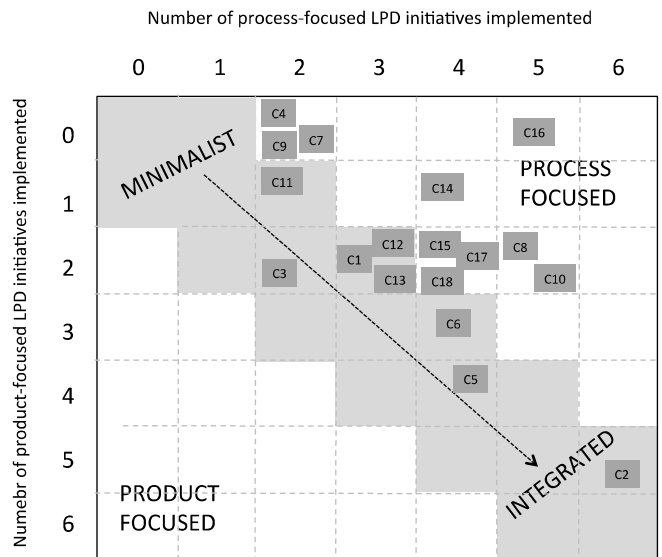 Number of process-focused LPD initiatives implemented
0 1 2 3 4 5 6
Numebr of product-focused LPD initiatives implemented
0
1
2
3
4
5
6
C4
C9
C7
C16
MINIMALIST
PROCESS
FOCUSED
C11
C14
C12
C15
C8
C1
C17
C3
C13
C18
C10
C6
C5
INTEGRATED
C2
PRODUCT
FOCUSED